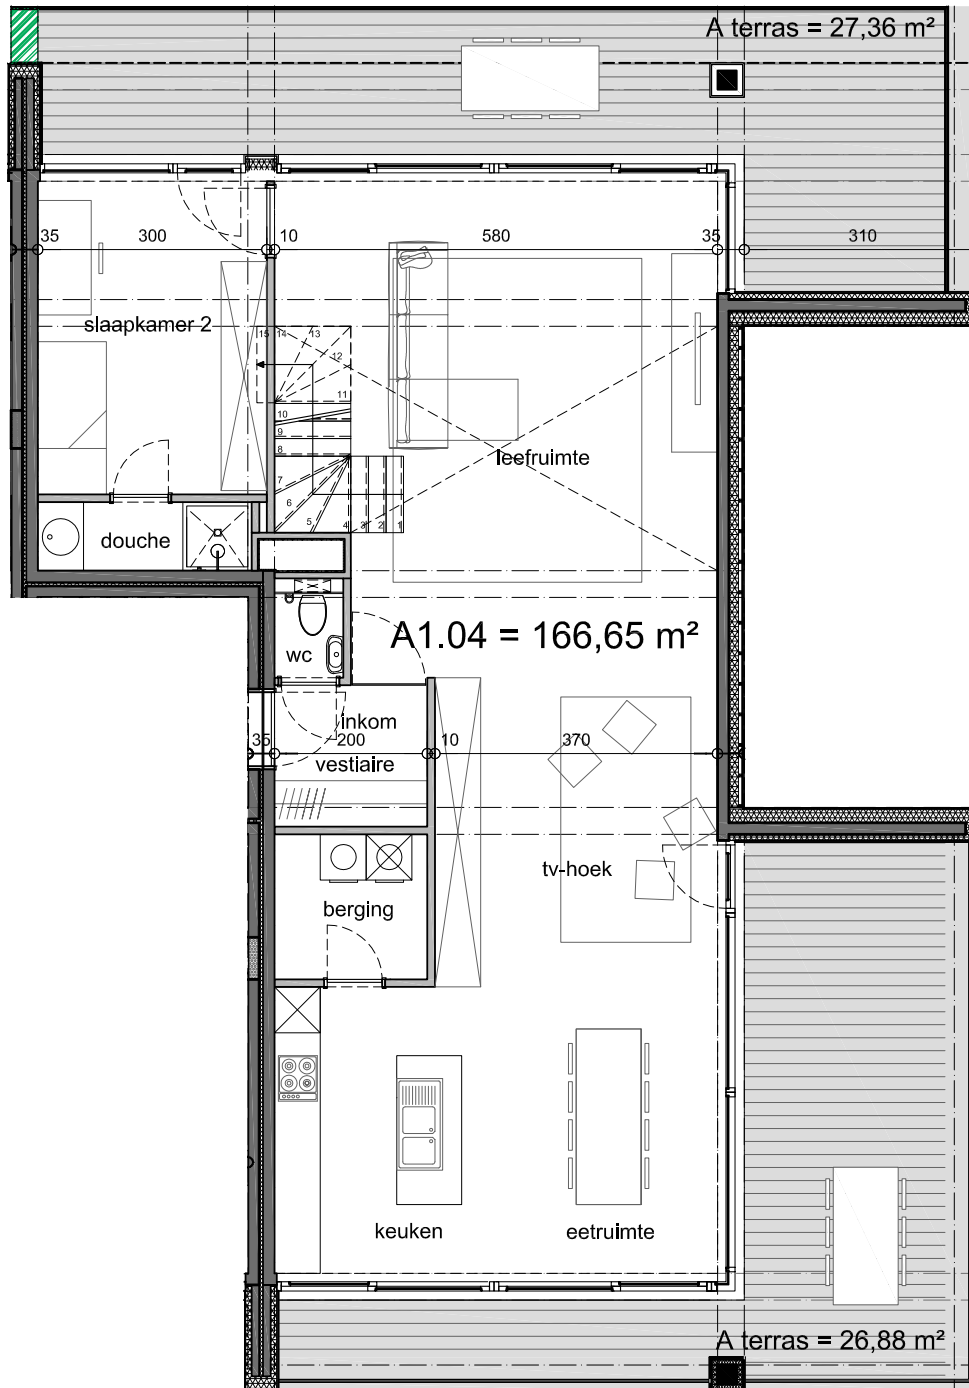 A terras = 27,36 m²
35 300 10 580 35 310
slaapkamer 2
15 14 13
12
11
10
9
8
7
6
5
4 3 2 1
leefruimte
douche
A1.04 = 166,65 m²
wc
inkom
35 200 10 370
vestiaire
tv-hoek
berging
keuken
eetruimte
A terras = 26,88 m²